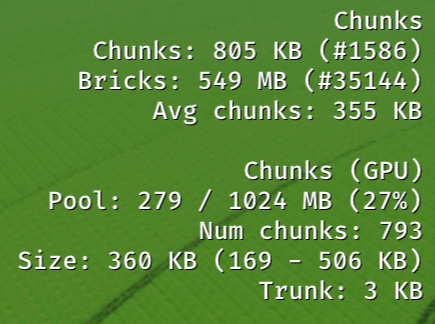 Chunks
Chunks: 805 KB (#1586)
Bricks: 549 MB (#35144)
Avg chunks: 355 KB
Chunks (GPU)
Pool: 279 / 1024 MB (27%)
Num chunks: 793
Size: 360 KB (169 - 506 KB)
Trunk: 3 KB